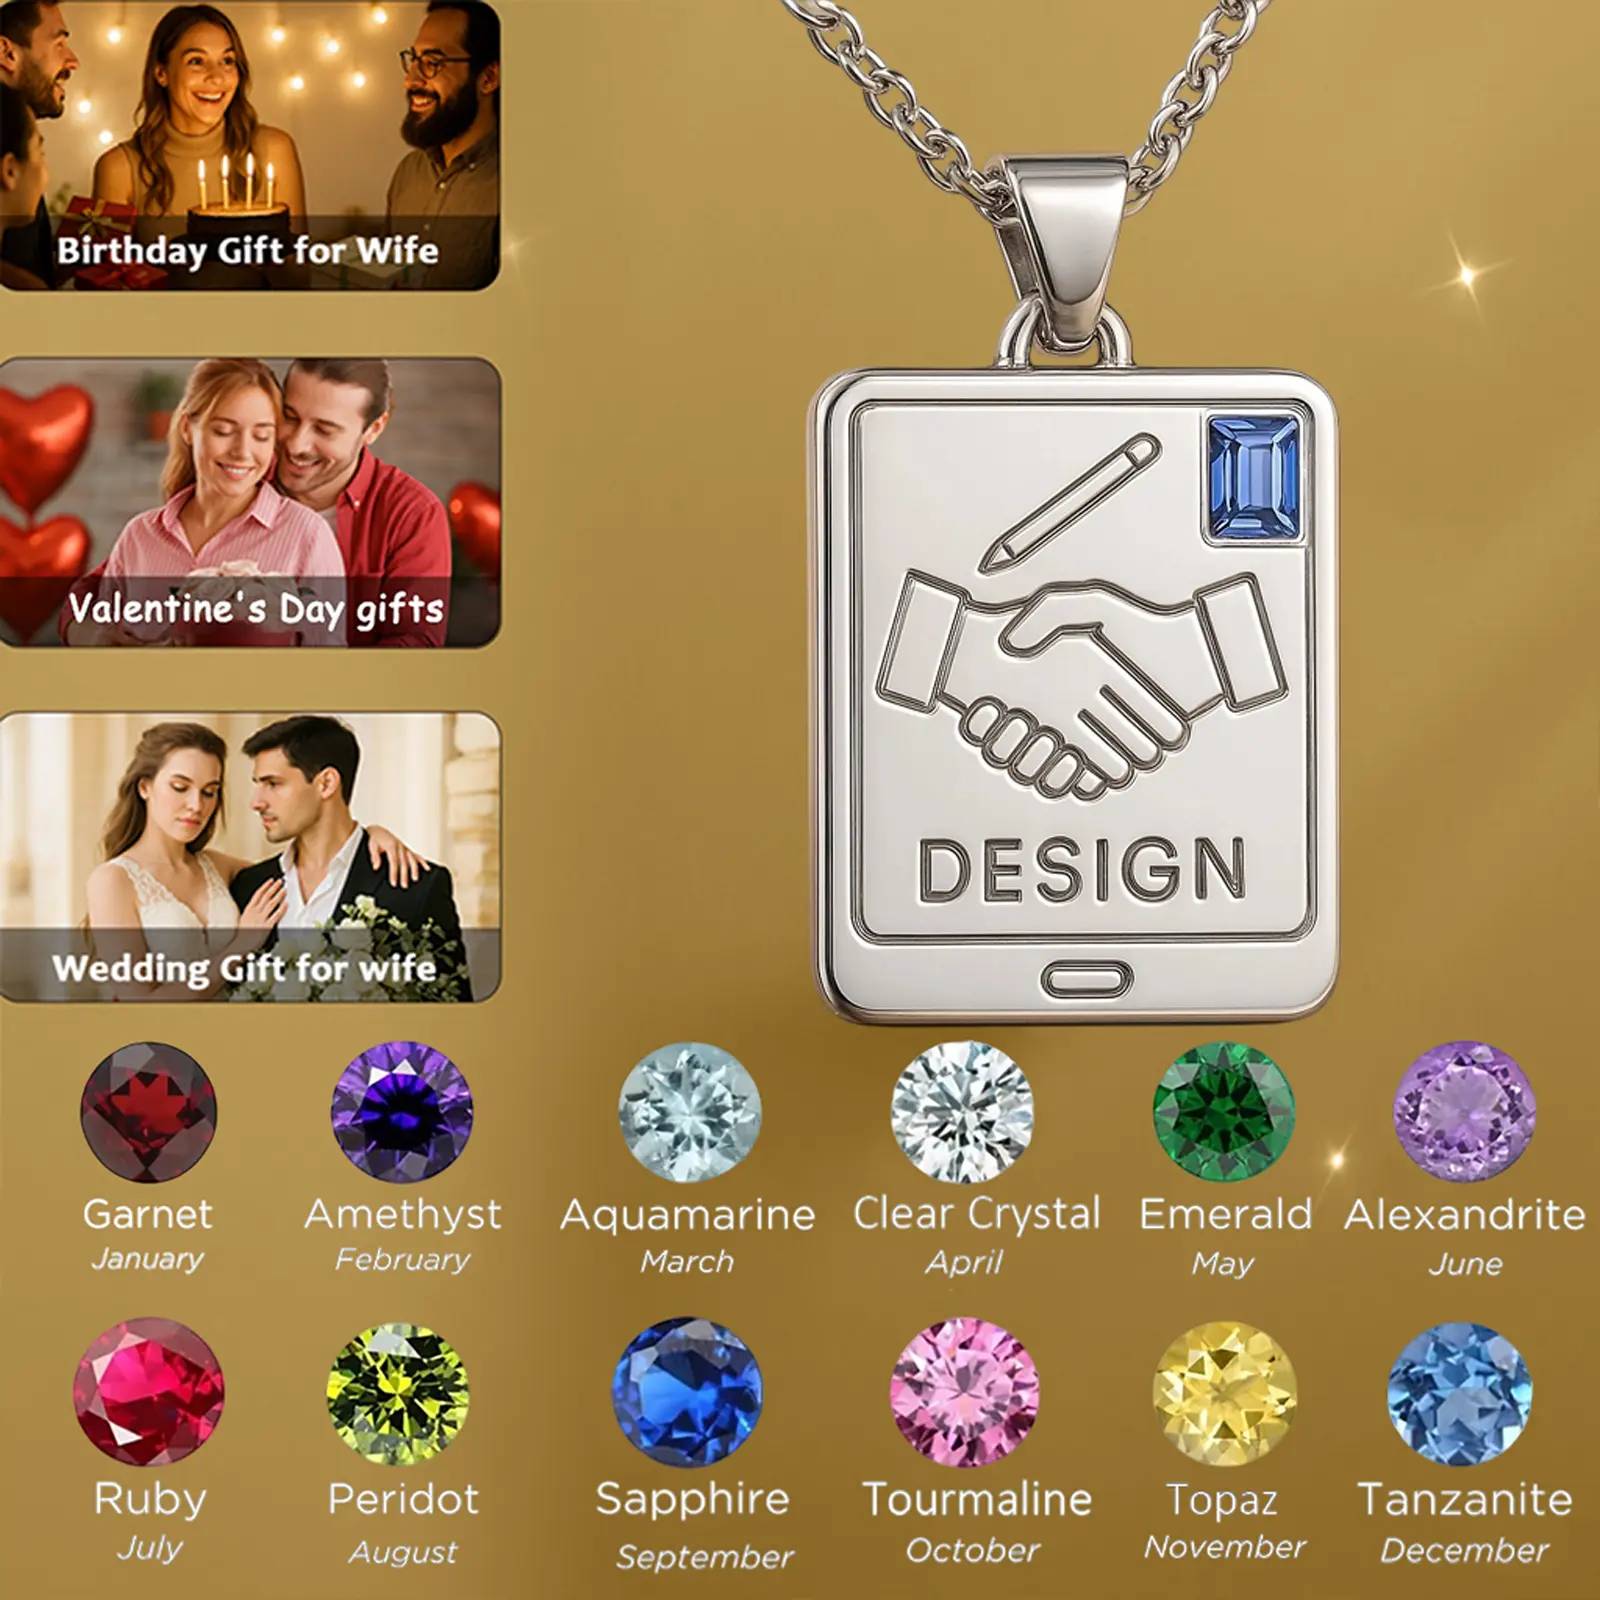 Birthday Gift for Wife
Valentine's Day gifts
Wedding Gift for wife
DESIGN
Garnet
January
Amethyst
February
Aquamarine
March
Clear Crystal
April
Emerald
May
Alexandrite
June
Ruby
July
Peridot
August
Sapphire
September
Tourmaline
October
Topaz
November
Tanzanite
December